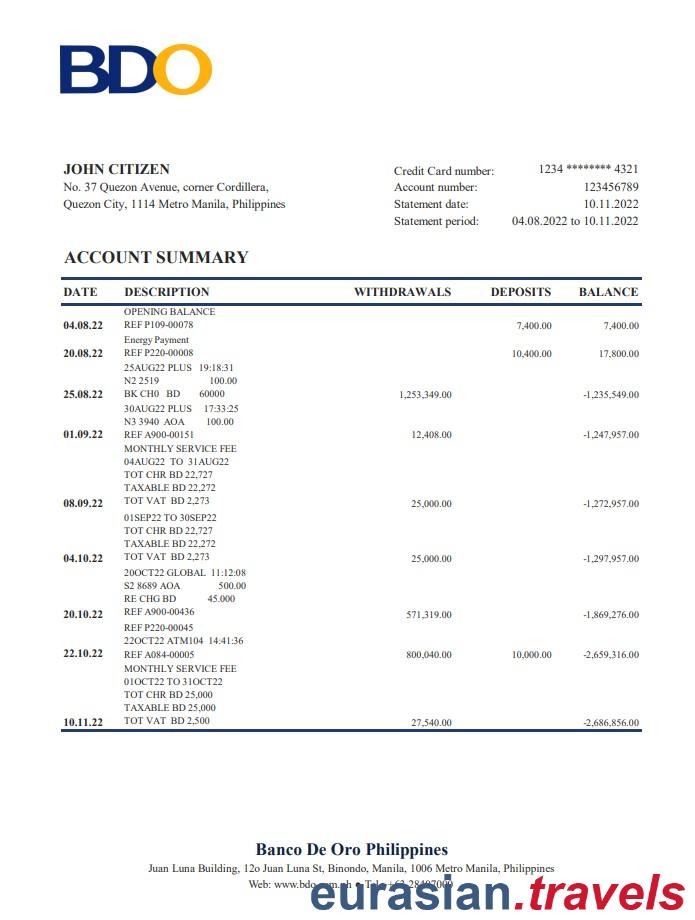 BDO
JOHN CITIZEN
No. 37 Quezon Avenue, corner Cordillera,
Quezon City, 1114 Metro Manila, Philippines
Credit Card number: 1234 ******** 4321
Account number: 123456789
Statement date: 10.11.2022
Statement period: 04.08.2022 to 10.11.2022
ACCOUNT SUMMARY
DATE DESCRIPTION WITHDRAWALS DEPOSITS BALANCE
OPENING BALANCE
04.08.22 REF P109-00078 7,400.00 7,400.00
Energy Payment
20.08.22 REF P220-00008 10,400.00 17,800.00
25AUG22 PLUS 19:18:31
N2 2519 100.00
25.08.22 BK CH0 BD 60000 1,253,349.00 -1,235,549.00
30AUG22 PLUS 17:33:25
N3 3940 AOA 100.00
01.09.22 REF A900-00151 12,408.00 -1,247,957.00
MONTHLY SERVICE FEE
04AUG22 TO 31AUG22
TOT CHR BD 22,727
TAXABLE BD 22,272
TOT VAT BD 2,273
08.09.22 25,000.00 -1,272,957.00
01SEP22 TO 30SEP22
TOT CHR BD 22,727
TAXABLE BD 22,272
04.10.22 TOT VAT BD 2,273 25,000.00 -1,297,957.00
20OCT22 GLOBAL 11:12:08
S2 8689 AOA 500.00
RE CHG BD 45.000
20.10.22 REF A900-00436 571,319.00 -1,869,276.00
REF P220-00045
22OCT22 ATM104 14:41:36
22.10.22 REF A084-00005 800,040.00 10,000.00 -2,659,316.00
MONTHLY SERVICE FEE
01OCT22 TO 31OCT22
TOT CHR BD 25,000
TAXABLE BD 25,000
10.11.22 TOT VAT BD 2,500 27,540.00 -2,686,856.00
Banco De Oro Philippines
Juan Luna Building, 12o Juan Luna St, Binondo, Manila, 1006 Metro Manila, Philippines
Web:
eurasian.travels